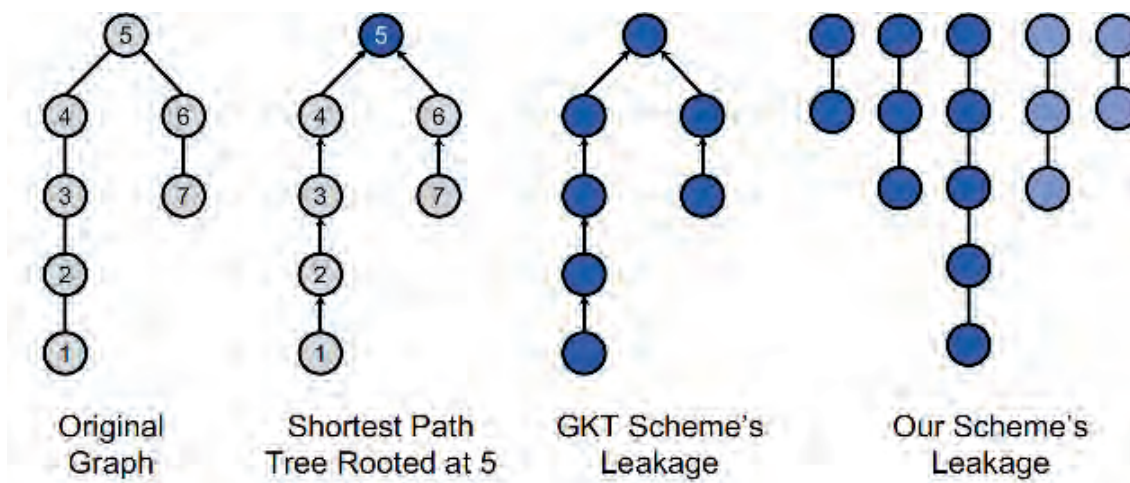 5
4
6
3
7
2
1
Original
Graph
5
4
6
3
7
2
1
Shortest Path
Tree Rooted at 5
GKT Scheme's
Leakage
Our Scheme's
Leakage